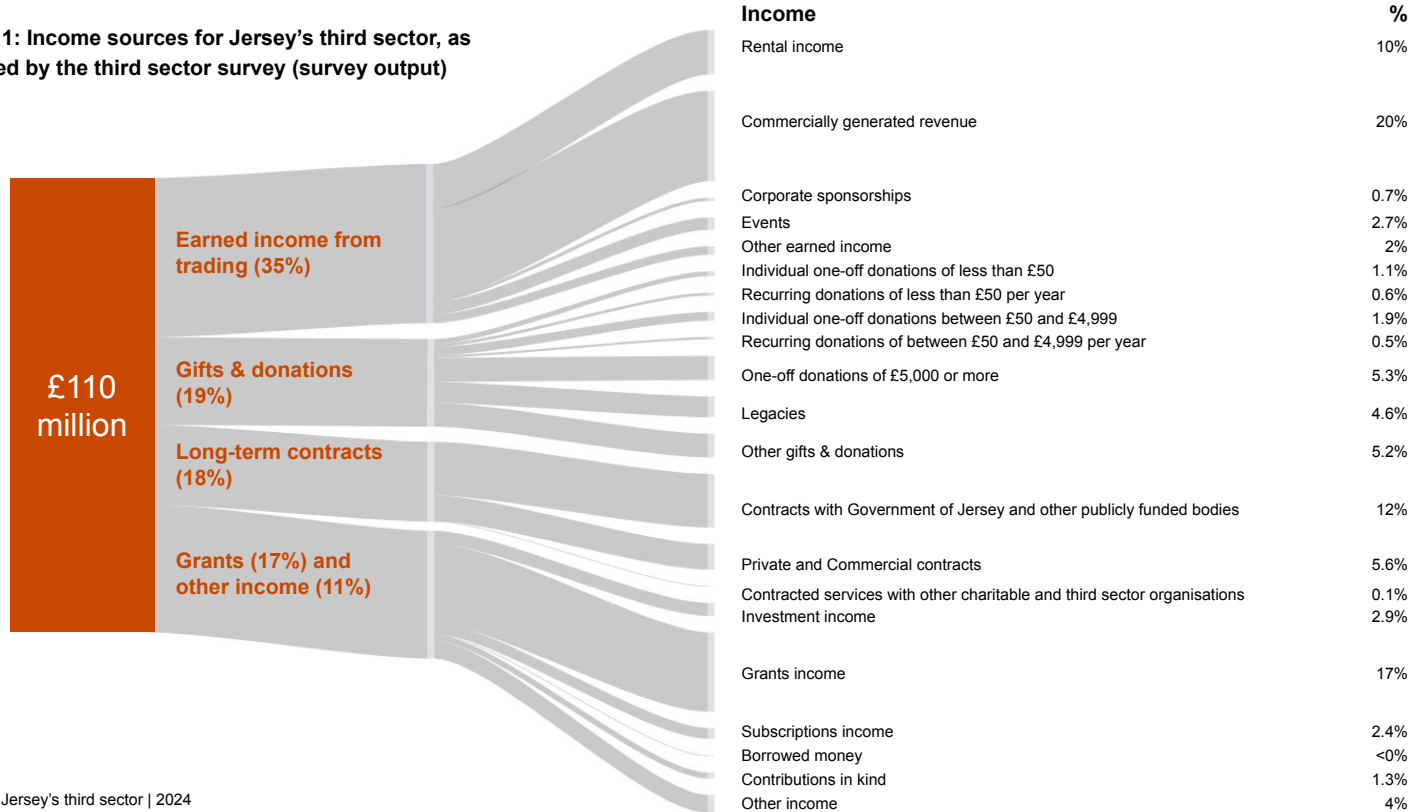 1: Income sources for Jersey’s third sector, as
ed by the third sector survey (survey output)
£110
million
Earned income from
trading (35%)
Gifts & donations
(19%)
Long-term contracts
(18%)
Grants (17%) and
other income (11%)
Income %
Rental income 10%
Commercially generated revenue 20%
Corporate sponsorships 0.7%
Events 2.7%
Other earned income 2%
Individual one-off donations of less than £50 1.1%
Recurring donations of less than £50 per year 0.6%
Individual one-off donations between £50 and £4,999 1.9%
Recurring donations of between £50 and £4,999 per year 0.5%
One-off donations of £5,000 or more 5.3%
Legacies 4.6%
Other gifts & donations 5.2%
Contracts with Government of Jersey and other publicly funded bodies 12%
Private and Commercial contracts 5.6%
Contracted services with other charitable and third sector organisations 0.1%
Investment income 2.9%
Grants income 17%
Subscriptions income 2.4%
Borrowed money <0%
Contributions in kind 1.3%
Other income 4%
Jersey’s third sector | 2024